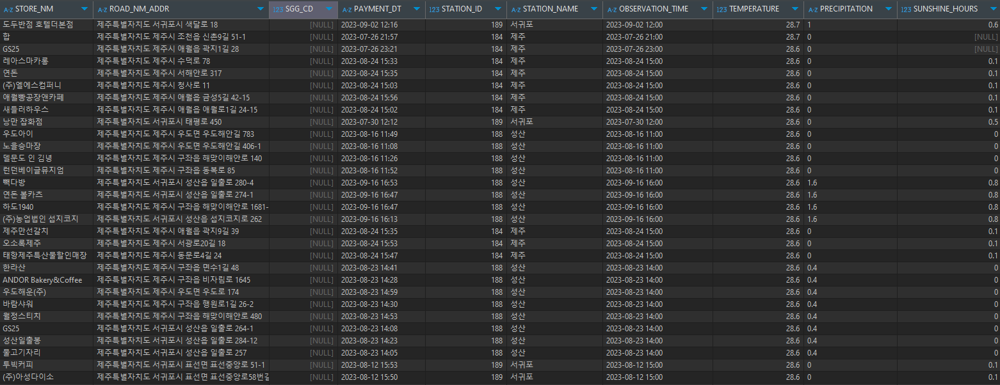 A-Z STORE_NM A-Z ROAD_NM_ADDR 123 SGG_CD A-Z PAYMENT_DT 123 STATION_ID A-Z STATION_NAME A-Z OBSERVATION_TIME 123 TEMPERATURE A-Z PRECIPITATION 123 SUNSHINE_HOURS
도두반점 호텔더본점 제주특별자치도 서귀포시 색달로 18 [NULL] 2023-09-02 12:16 189 서귀포 2023-09-02 12:00 28.7 1 0.6
합 제주특별자치도 제주시 조천읍 신촌9길 51-1 [NULL] 2023-07-26 21:57 184 제주 2023-07-26 21:00 28.7 0 [NULL]
GS25 제주특별자치도 제주시 애월읍 곽지1길 28 [NULL] 2023-07-26 23:21 184 제주 2023-07-26 23:00 28.6 0 [NULL]
레아스마카롱 제주특별자치도 제주시 수덕로 78 [NULL] 2023-08-24 15:33 184 제주 2023-08-24 15:00 28.6 0 0.1
연돈 제주특별자치도 제주시 서해안로 317 [NULL] 2023-08-24 15:35 184 제주 2023-08-24 15:00 28.6 0 0.1
(주)엘에스컴퍼니 제주특별자치도 제주시 청사로 11 [NULL] 2023-08-24 15:03 184 제주 2023-08-24 15:00 28.6 0 0.1
애월빵공장앤카페 제주특별자치도 제주시 애월읍 금성5길 42-15 [NULL] 2023-08-24 15:56 184 제주 2023-08-24 15:00 28.6 0 0.1
새들러하우스 제주특별자치도 제주시 애월읍 애월로1길 24-15 [NULL] 2023-08-24 15:02 184 제주 2023-08-24 15:00 28.6 0 0.1
낭만 잡화점 제주특별자치도 서귀포시 태평로 450 [NULL] 2023-07-30 12:12 189 서귀포 2023-07-30 12:00 28.6 0 0.5
우도아이 제주특별자치도 제주시 우도면 우도해안길 783 [NULL] 2023-08-16 11:49 188 성산 2023-08-16 11:00 28.6 0 0
노을승마장 제주특별자치도 제주시 우도면 우도해안길 406-1 [NULL] 2023-08-16 11:08 188 성산 2023-08-16 11:00 28.6 0 0
델문도 인 김녕 제주특별자치도 제주시 구좌읍 해맞이해안로 140 [NULL] 2023-08-16 11:26 188 성산 2023-08-16 11:00 28.6 0 0
런던베이글뮤지엄 제주특별자치도 제주시 구좌읍 동복로 85 [NULL] 2023-08-16 11:52 188 성산 2023-08-16 11:00 28.6 0 0
빽다방 제주특별자치도 서귀포시 성산읍 일출로 280-4 [NULL] 2023-09-16 16:53 188 성산 2023-09-16 16:00 28.6 1.6 0.8
연돈 볼카츠 제주특별자치도 서귀포시 성산읍 일출로 274-1 [NULL] 2023-09-16 16:47 188 성산 2023-09-16 16:00 28.6 1.6 0.8
하도1940 제주특별자치도 제주시 구좌읍 해맞이해안로 1681- [NULL] 2023-09-16 16:47 188 성산 2023-09-16 16:00 28.6 1.6 0.8
(주)농업법인 섭지코지 제주특별자치도 서귀포시 성산읍 섭지코지로 262 [NULL] 2023-09-16 16:13 188 성산 2023-09-16 16:00 28.6 1.6 0.8
제주만선갈치 제주특별자치도 제주시 애월읍 곽지9길 39 [NULL] 2023-08-24 15:35 184 제주 2023-08-24 15:00 28.6 0 0.1
오소록제주 제주특별자치도 제주시 서광로20길 18 [NULL] 2023-08-24 15:53 184 제주 2023-08-24 15:00 28.6 0 0.1
태항제주특산물할인매장 제주특별자치도 제주시 동문로4길 24 [NULL] 2023-08-24 15:47 184 제주 2023-08-24 15:00 28.6 0 0.1
한라산 제주특별자치도 제주시 구좌읍 면수1길 48 [NULL] 2023-08-23 14:41 188 성산 2023-08-23 14:00 28.6 0.4 0
ANDOR Bakery&Coffee 제주특별자치도 제주시 구좌읍 비자림로 1645 [NULL] 2023-08-23 14:28 188 성산 2023-08-23 14:00 28.6 0.4 0
우도해운(주) 제주특별자치도 제주시 우도면 우도로 174 [NULL] 2023-08-23 14:59 188 성산 2023-08-23 14:00 28.6 0.4 0
바람샤워 제주특별자치도 제주시 구좌읍 행원로1길 26-2 [NULL] 2023-08-23 14:30 188 성산 2023-08-23 14:00 28.6 0.4 0
월정스티치 제주특별자치도 제주시 구좌읍 해맞이해안로 480 [NULL] 2023-08-23 14:53 188 성산 2023-08-23 14:00 28.6 0.4 0
GS25 제주특별자치도 서귀포시 성산읍 일출로 264-1 [NULL] 2023-08-23 14:08 188 성산 2023-08-23 14:00 28.6 0.4 0
성산일출봉 제주특별자치도 서귀포시 성산읍 일출로 284-12 [NULL] 2023-08-23 14:23 188 성산 2023-08-23 14:00 28.6 0.4 0
물고기자리 제주특별자치도 서귀포시 성산읍 일출로 257 [NULL] 2023-08-23 14:05 188 성산 2023-08-23 14:00 28.6 0.4 0
투빅커피 제주특별자치도 서귀포시 표선면 표선중앙로 51-1 [NULL] 2023-08-12 15:53 189 서귀포 2023-08-12 15:00 28.6 0 0.1
(주)아성다이소 제주특별자치도 서귀포시 표선면 표선중앙로58번길 [NULL] 2023-08-12 15:50 189 서귀포 2023-08-12 15:00 28.6 0 0.1